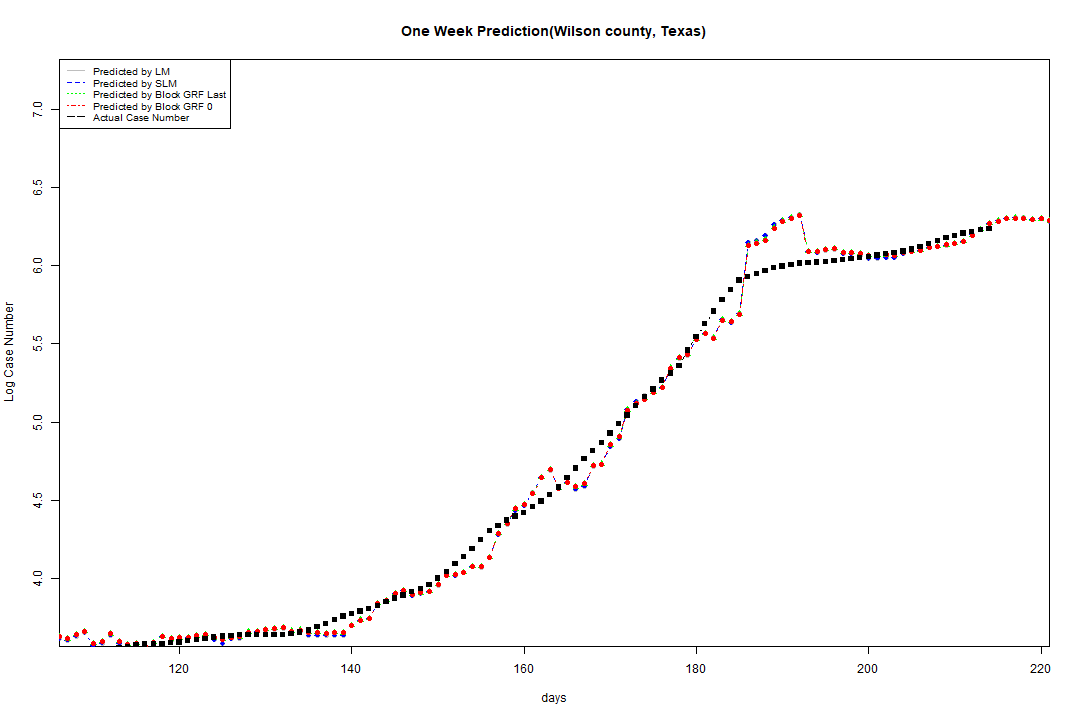 One Week Prediction(Wilson county, Texas)
Predicted by LM
Predicted by SLM
Predicted by Block GRF Last
Predicted by Block GRF 0
Actual Case Number
7.0
6.5
6.0
5.5
5.0
4.5
4.0
Log Case Number
120 140 160 180 200 220
days